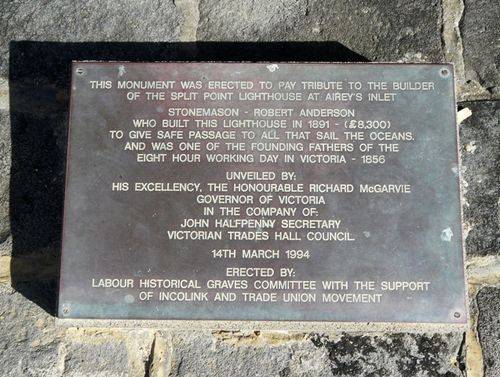 THIS MONUMENT WAS ERECTED TO PAY TRIBUTE TO THE BUILDER
OF THE SPLIT POINT LIGHTHOUSE AT AIREY'S INLET
STONEMASON - ROBERT ANDERSON
WHO BUILT THIS LIGHTHOUSE IN 1891 - (£8,300)
TO GIVE SAFE PASSAGE TO ALL THAT SAIL THE OCEANS.
AND WAS ONE OF THE FOUNDING FATHERS OF THE
EIGHT HOUR WORKING DAY IN VICTORIA - 1856
UNVEILED BY:
HIS EXCELLENCY, THE HONOURABLE RICHARD McGARVIE
GOVERNOR OF VICTORIA
IN THE COMPANY OF:
JOHN HALFPENNY SECRETARY
VICTORIAN TRADES HALL COUNCIL.
14TH MARCH 1994
ERECTED BY:
LABOUR HISTORICAL GRAVES COMMITTEE WITH THE SUPPORT
OF INCOLINK AND TRADE UNION MOVEMENT